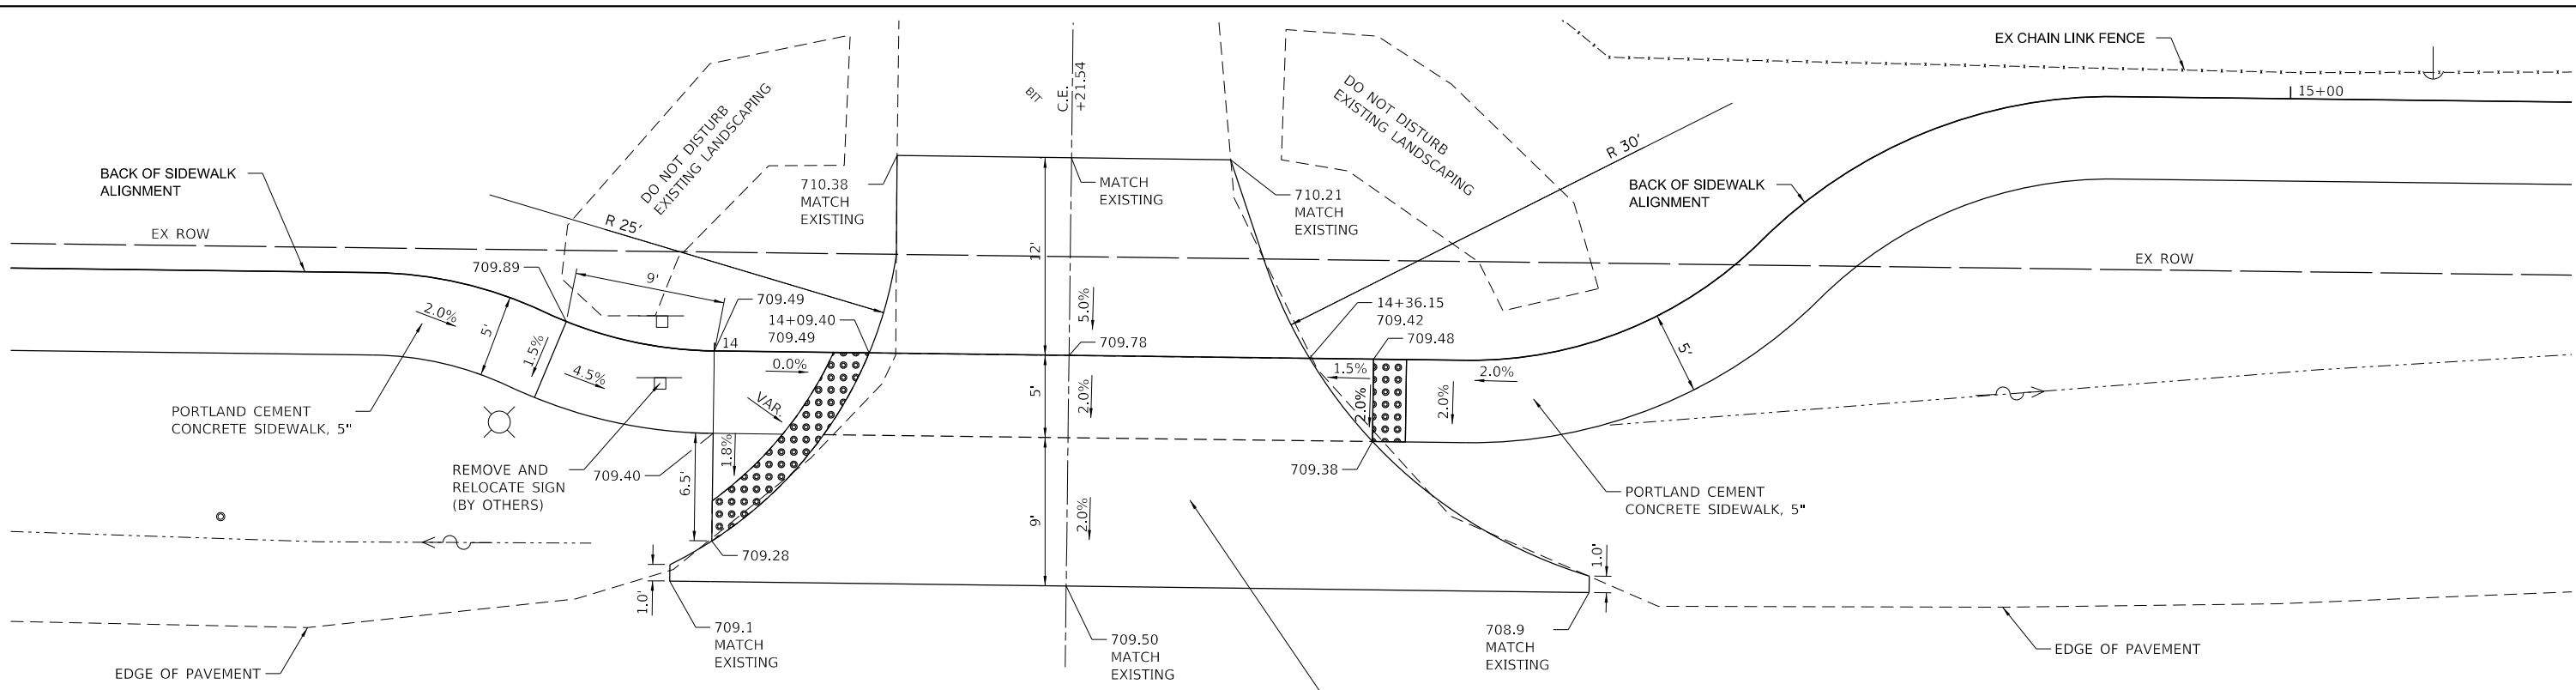 EX CHAIN LINK FENCE
15+00
C.E.
+21.54
BIT
DO NOT DISTURB
EXISTING LANDSCAPING
DO NOT DISTURB
EXISTING LANDSCAPING
R 30'
BACK OF SIDEWALK
ALIGNMENT
710.38
MATCH
EXISTING
MATCH
EXISTING
710.21
MATCH
EXISTING
BACK OF SIDEWALK
ALIGNMENT
R 25'
EX ROW
EX ROW
12'
709.89
9'
709.49
14+09.40
709.49
5.0%
14+36.15
709.42
709.48
2.0%
5'
1.5%
4.5%
14
0.0%
709.78
1.5%
2.0%
2.0%
2.0%
5'
5'
2.0%
VAR.
PORTLAND CEMENT
CONCRETE SIDEWALK, 5"
REMOVE AND
RELOCATE SIGN
(BY OTHERS)
709.40
1.8%
6.5'
709.38
PORTLAND CEMENT
CONCRETE SIDEWALK, 5"
9'
2.0%
709.28
1.0'
1.0'
709.1
MATCH
EXISTING
709.50
MATCH
EXISTING
708.9
MATCH
EXISTING
EDGE OF PAVEMENT
EDGE OF PAVEMENT